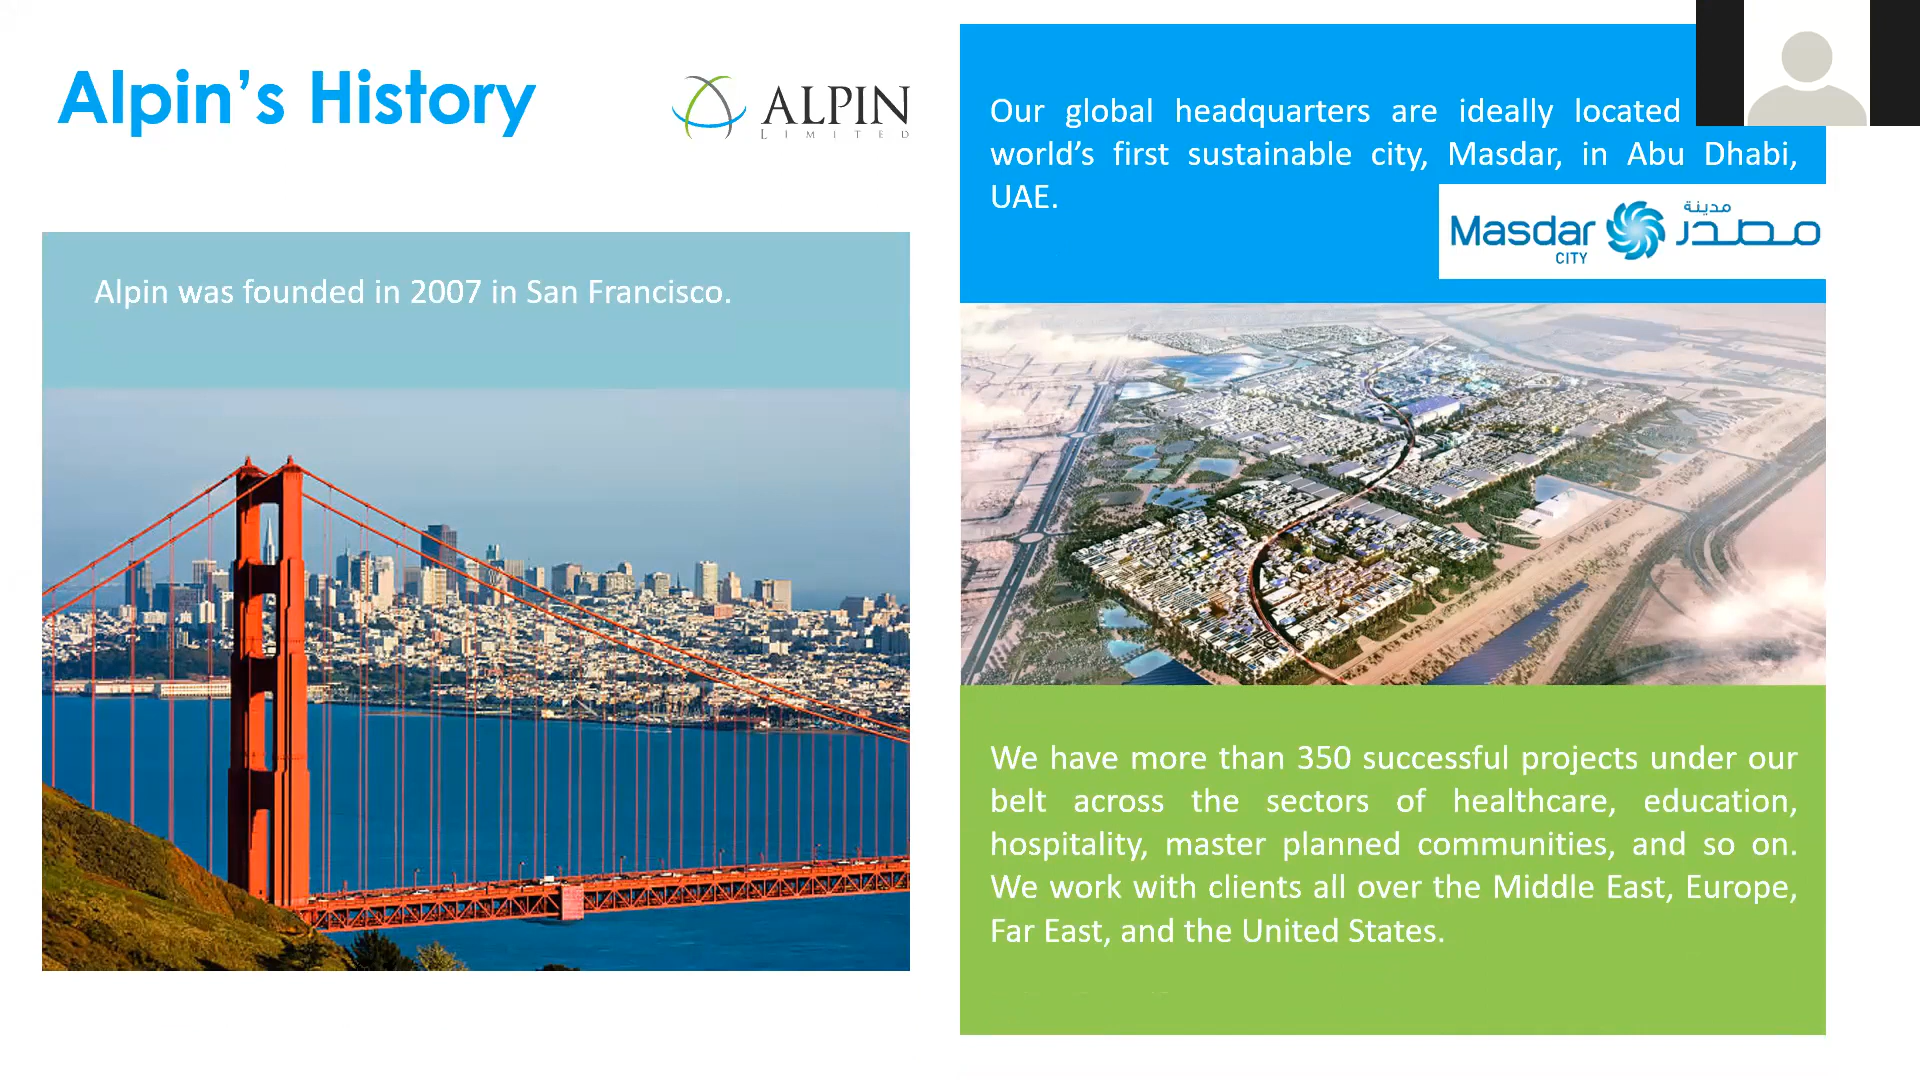 Alpin’s History
ALPIN
LIMITED
Alpin was founded in 2007 in San Francisco.
Our global headquarters are ideally located
world’s first sustainable city, Masdar, in Abu Dhabi,
UAE.
Masdar مدينة مصدر
CITY
We have more than 350 successful projects under our
belt across the sectors of healthcare, education,
hospitality, master planned communities, and so on.
We work with clients all over the Middle East, Europe,
Far East, and the United States.